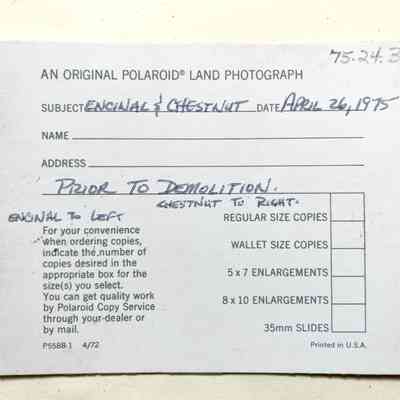 75.24.3
AN ORIGINAL POLAROID® LAND PHOTOGRAPH
SUBJECT ENCINAL & CHESTNUT DATE APRIL 26, 1975
NAME
ADDRESS
PRIOR TO DEMOLITION.
ENCINAL TO LEFT CHESTNUT TO RIGHT.
For your convenience
when ordering copies,
indicate the number of
copies desired in the
appropriate box for the
size(s) you select.
You can get quality work
by Polaroid Copy Service
through your dealer or
by mail.
REGULAR SIZE COPIES
WALLET SIZE COPIES
5 x 7 ENLARGEMENTS
8 x 10 ENLARGEMENTS
35mm SLIDES
P558B-1 4/72
Printed in U.S.A.